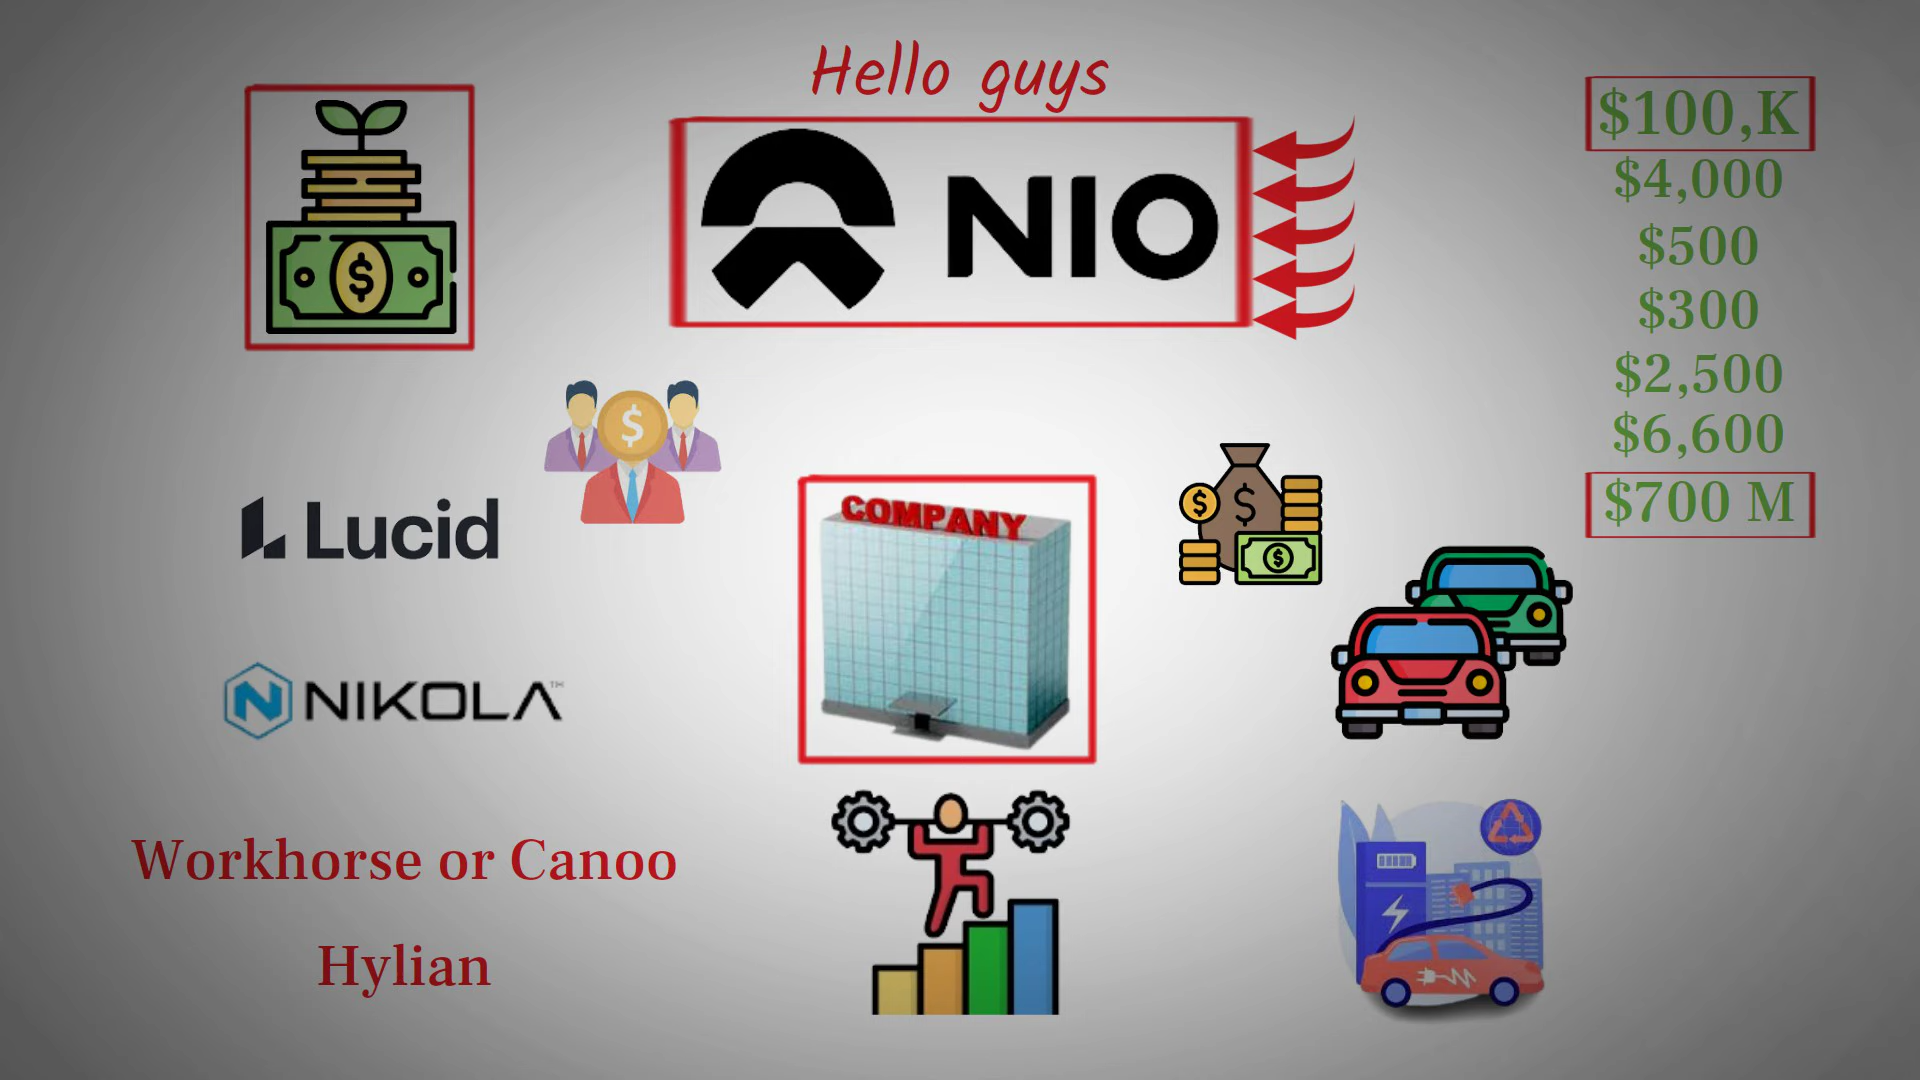 Hello guys
NIO
$100,K
$4,000
$500
$300
$2,500
$6,600
$700 M
$
$
Lucid
COMPANY
$
$
$
NIKOLA™
Workhorse or Canoo
Hylian